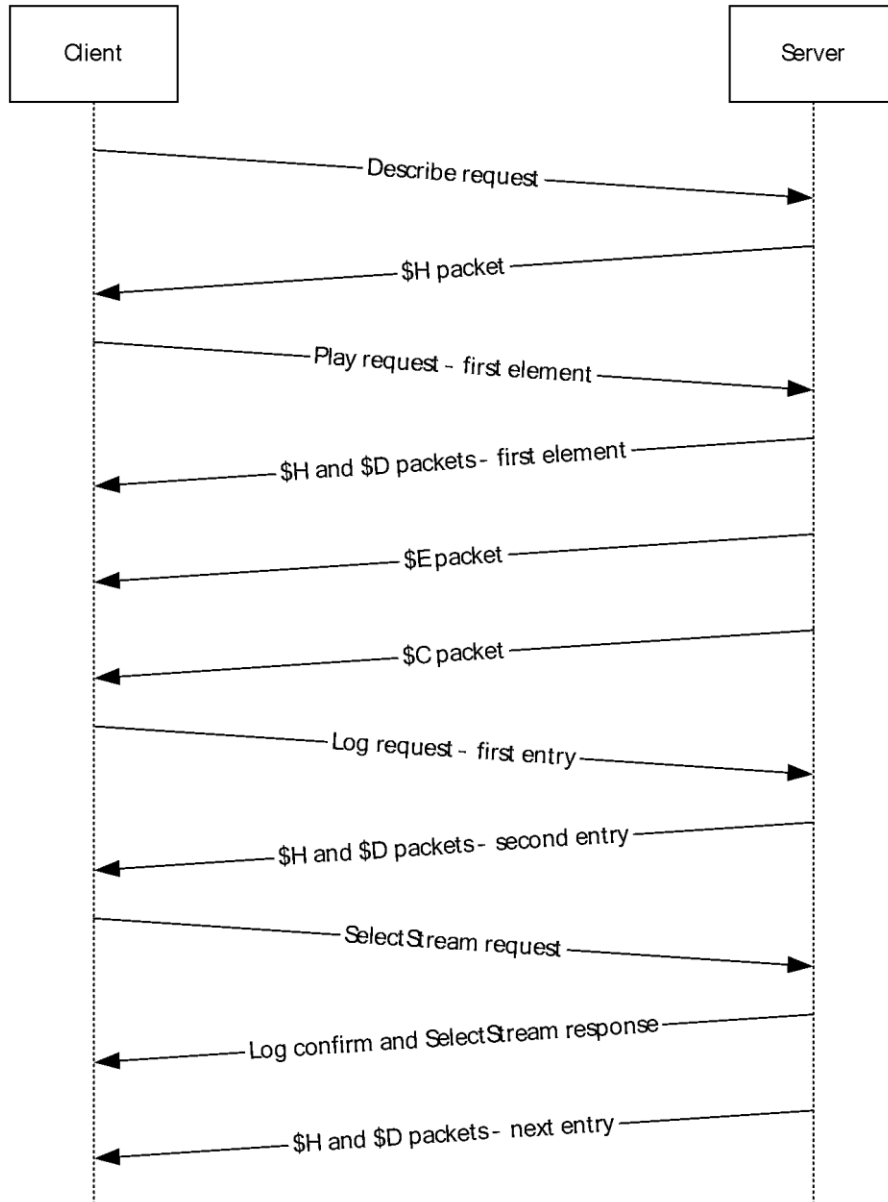 Client
Server
Describe request
$H packet
Play request - first element
$H and $D packets - first element
$E packet
$C packet
Log request - first entry
$H and $D packets - second entry
SelectStream request
Log confirm and SelectStream response
$H and $D packets - next entry